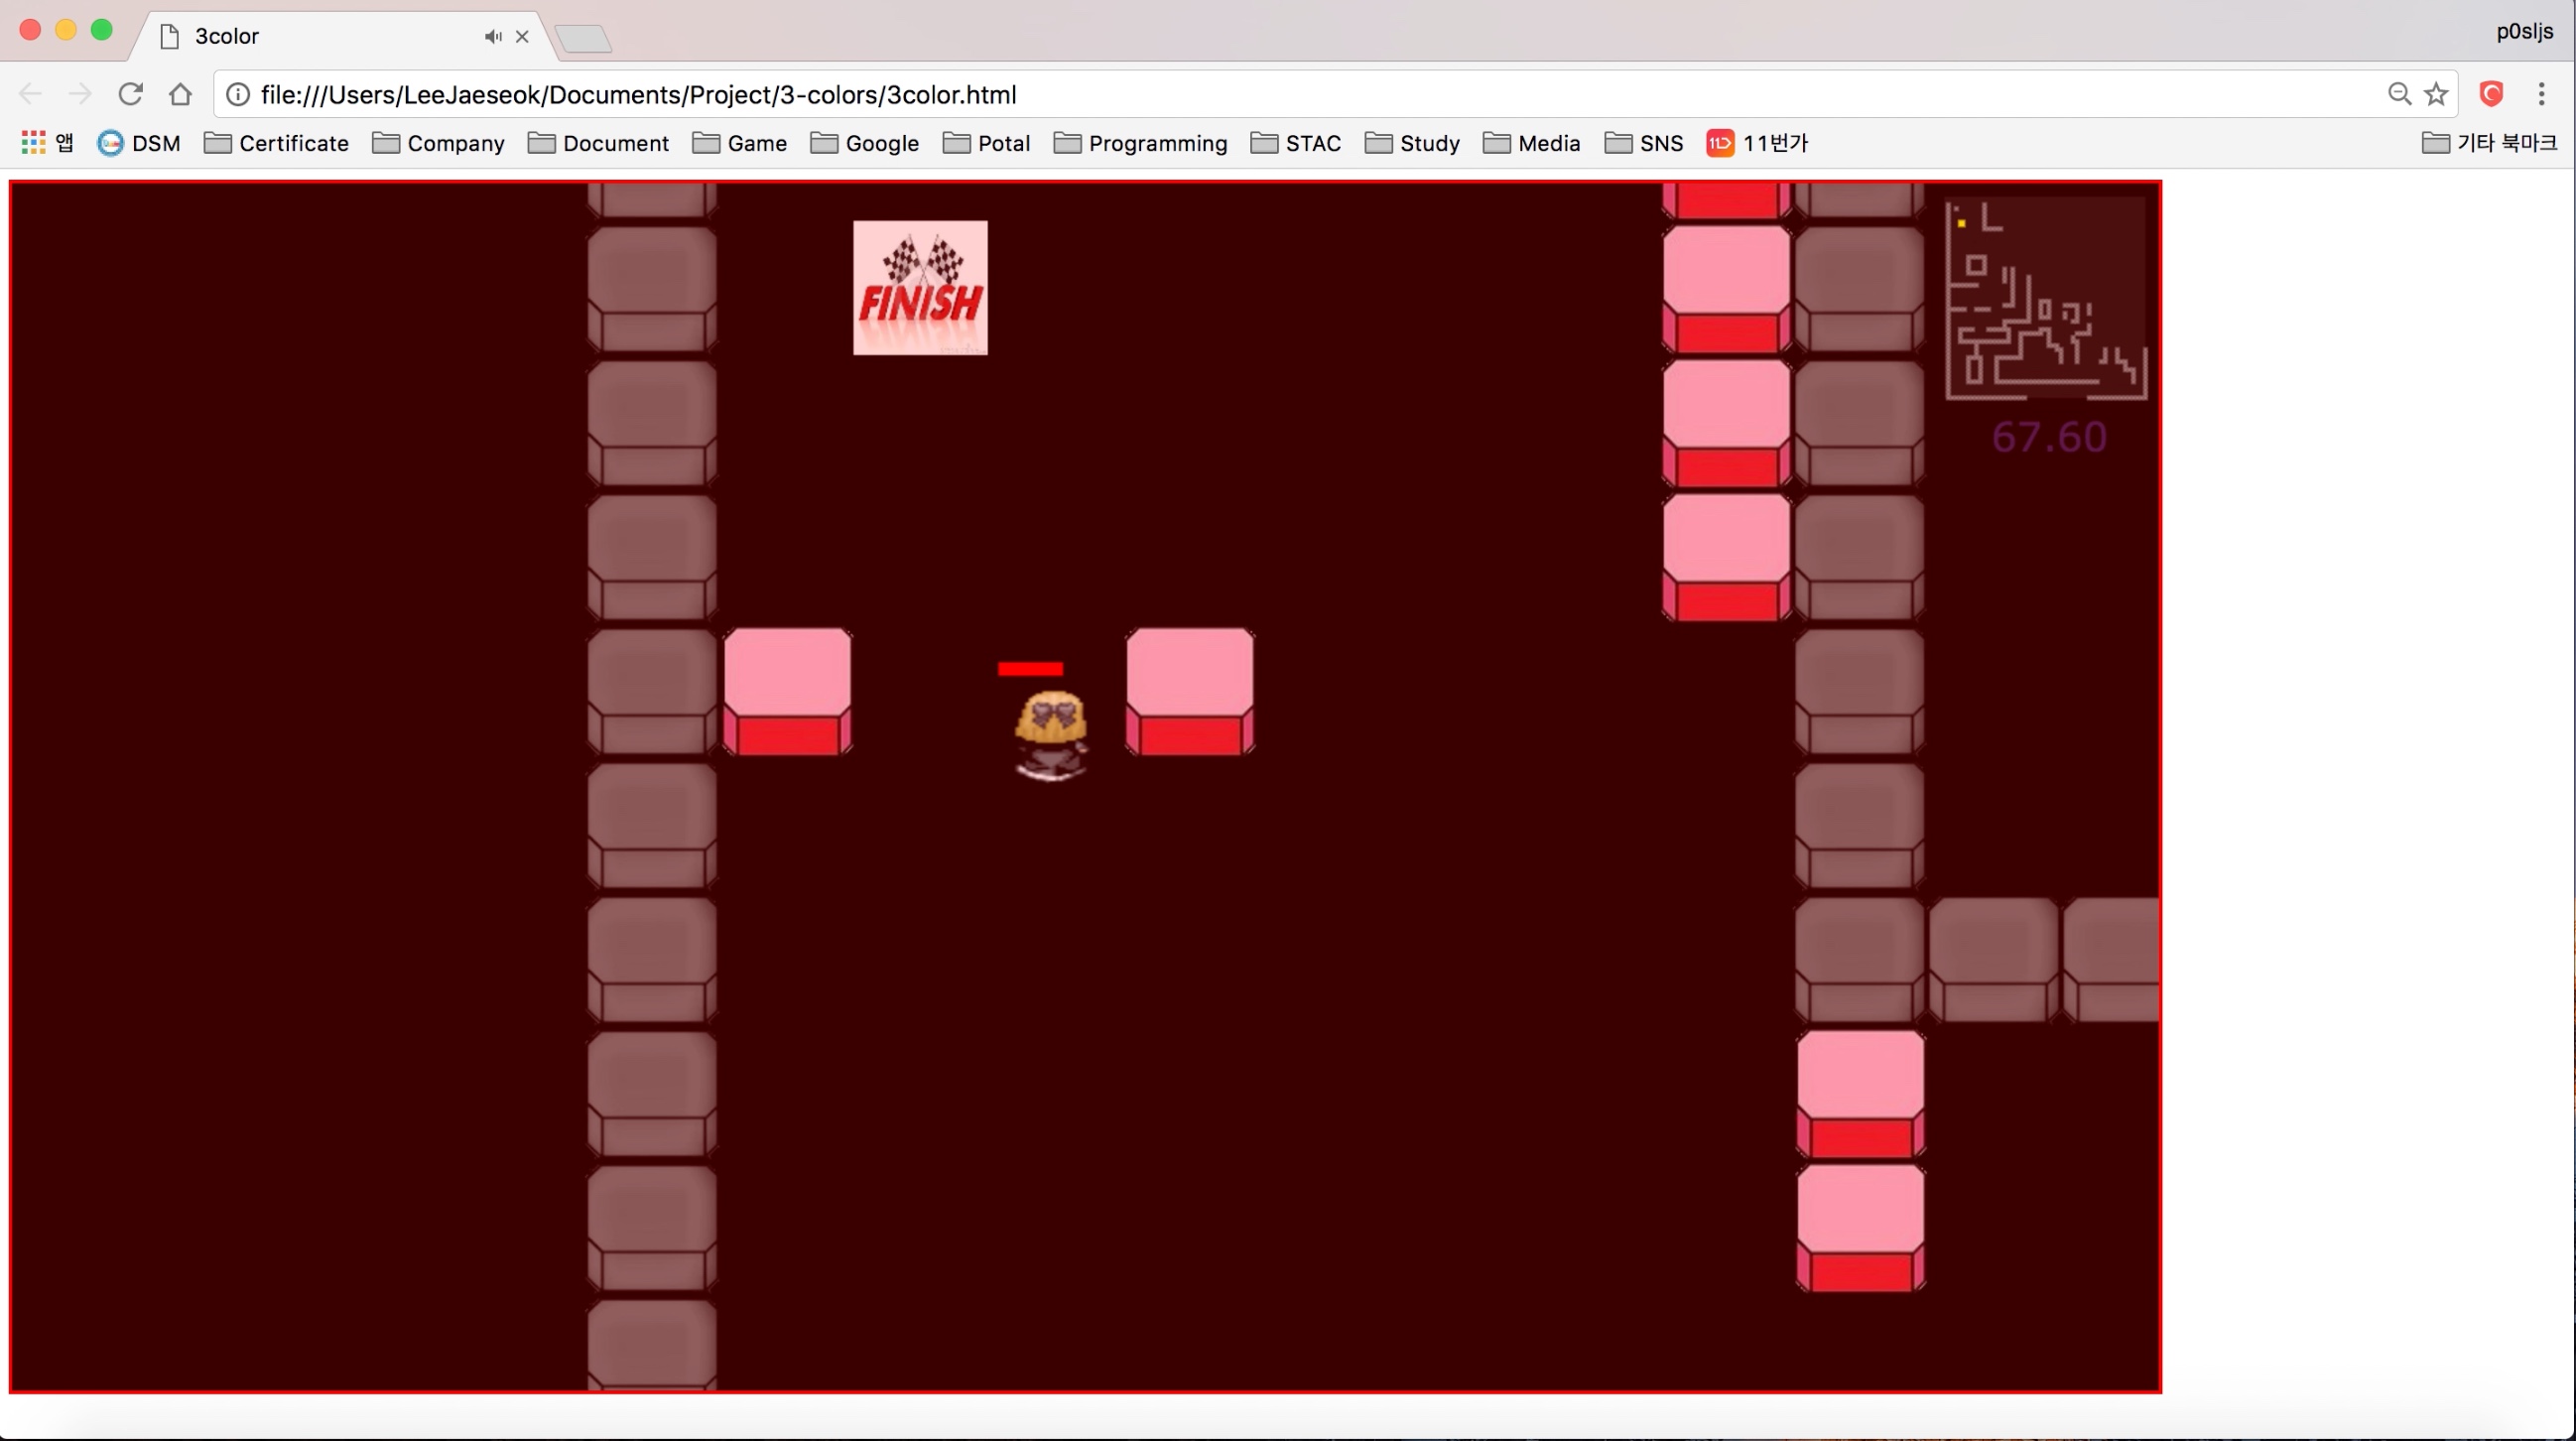 3color
p0sljs
file:///Users/LeeJaeseok/Documents/Project/3-colors/3color.html
앱 DSM Certificate Company Document Game Google Potal Programming STAC Study Media SNS 11번가 기타 북마크
FINISH
67.60